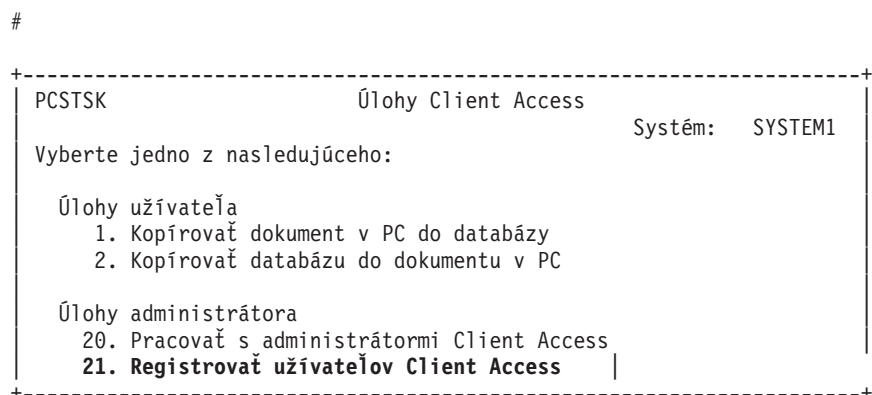 #
PCSTSK Úlohy Client Access
Systém: SYSTEM1
Vyberte jedno z nasledujúceho:
Úlohy užívateľa
1. Kopírovať dokument v PC do databázy
2. Kopírovať databázu do dokumentu v PC
Úlohy administrátora
20. Pracovať s administrátormi Client Access
21. Registrovať užívateľov Client Access